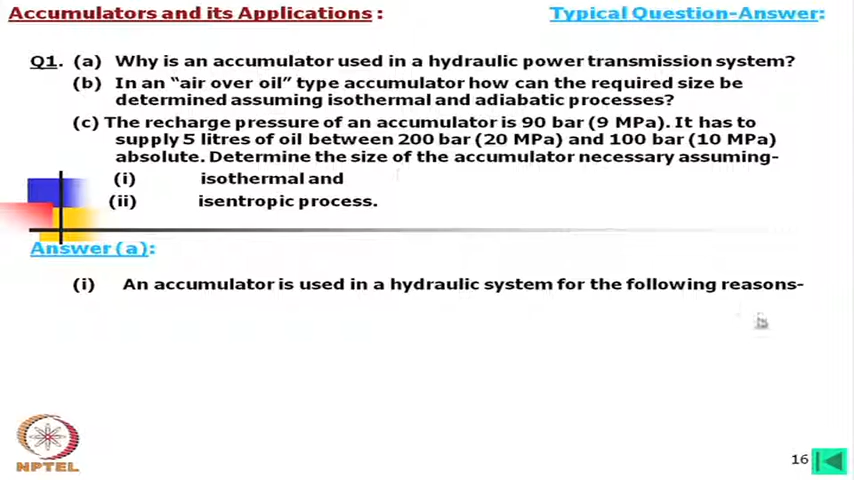 Accumulators and its Applications :
Typical Question-Answer:
Q1. (a) Why is an accumulator used in a hydraulic power transmission system?
(b) In an "air over oil" type accumulator how can the required size be
determined assuming isothermal and adiabatic processes?
(c) The recharge pressure of an accumulator is 90 bar (9 MPa). It has to
supply 5 litres of oil between 200 bar (20 MPa) and 100 bar (10 MPa)
absolute. Determine the size of the accumulator necessary assuming-
(i) isothermal and
(ii) isentropic process.
Answer (a):
(i) An accumulator is used in a hydraulic system for the following reasons-
NPTEL
16